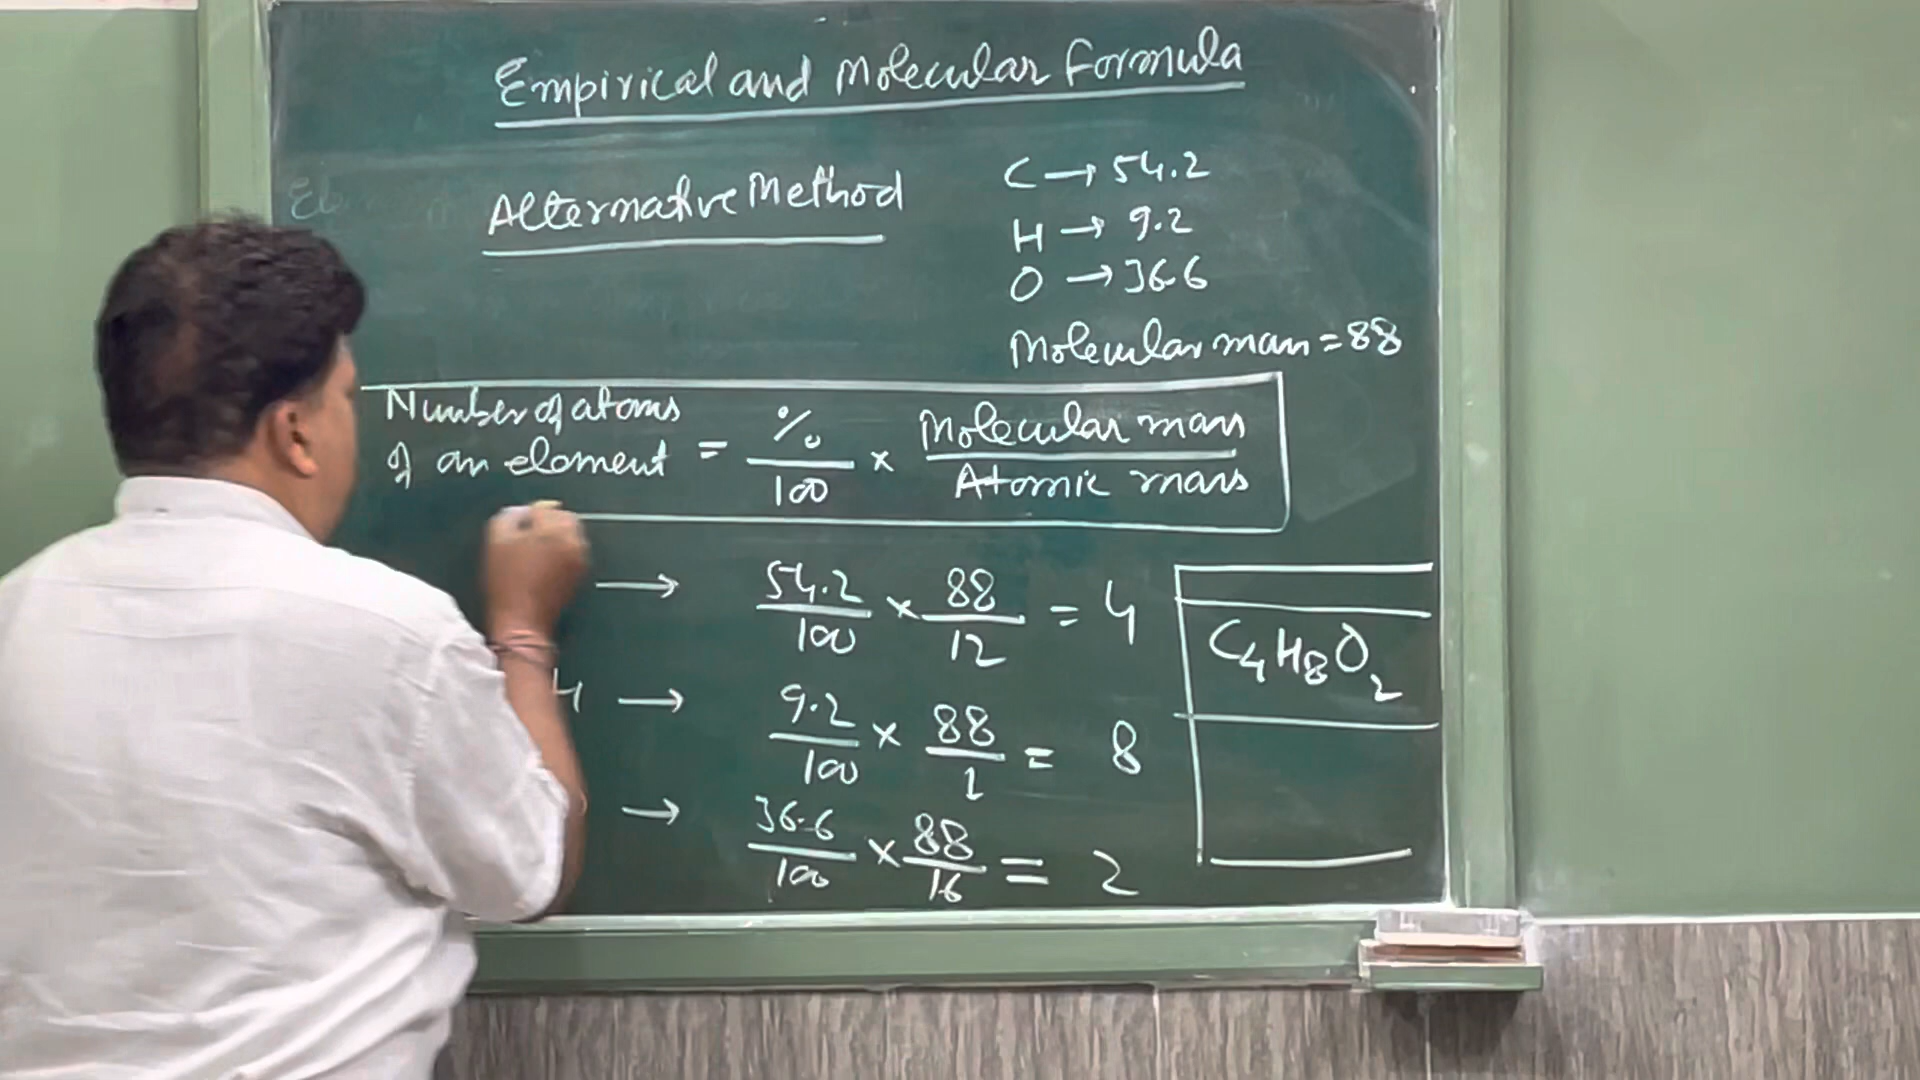 Empirical and Molecular Formula
Alternative Method
C → 54.2
H → 9.2
O → 36.6
Molecular mass = 88
Number of atoms
of an element = %/100 × Molecular mass/Atomic mass
→ 54.2/100 × 88/12 = 4
H → 9.2/100 × 88/1 = 8
→ 36.6/100 × 88/16 = 2
C₄H₈O₂